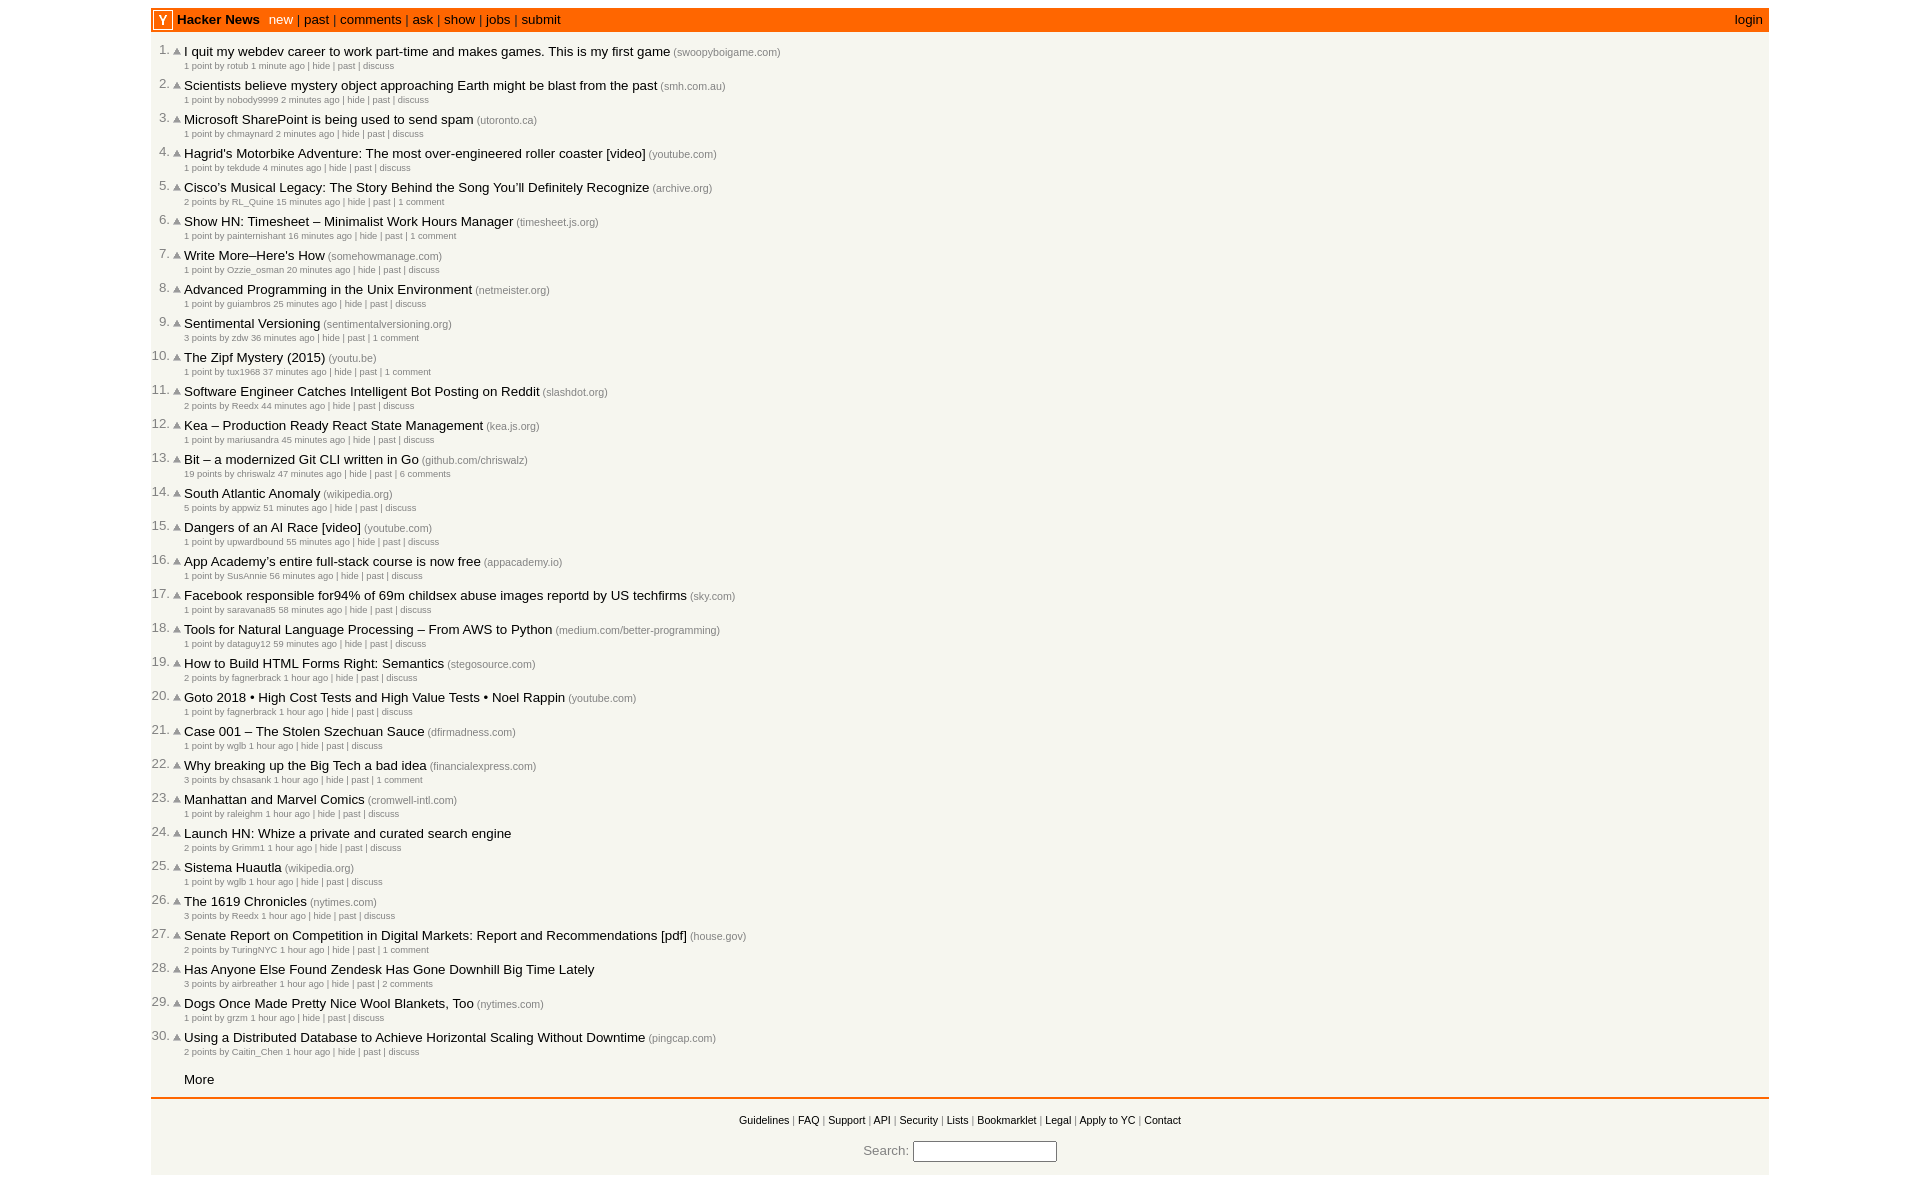 Y Hacker News new | past | comments | ask | show | jobs | submit login
1. I quit my webdev career to work part-time and makes games. This is my first game (swoopyboigame.com)
1 point by rotub 1 minute ago | hide | past | discuss
2. Scientists believe mystery object approaching Earth might be blast from the past (smh.com.au)
1 point by nobody9999 2 minutes ago | hide | past | discuss
3. Microsoft SharePoint is being used to send spam (utoronto.ca)
1 point by chmaynard 2 minutes ago | hide | past | discuss
4. Hagrid's Motorbike Adventure: The most over-engineered roller coaster [video] (youtube.com)
1 point by tekdude 4 minutes ago | hide | past | discuss
5. Cisco’s Musical Legacy: The Story Behind the Song You’ll Definitely Recognize (archive.org)
2 points by RL_Quine 15 minutes ago | hide | past | 1 comment
6. Show HN: Timesheet – Minimalist Work Hours Manager (timesheet.js.org)
1 point by painternishant 16 minutes ago | hide | past | 1 comment
7. Write More–Here's How (somehowmanage.com)
1 point by Ozzie_osman 20 minutes ago | hide | past | discuss
8. Advanced Programming in the Unix Environment (netmeister.org)
1 point by guiambros 25 minutes ago | hide | past | discuss
9. Sentimental Versioning (sentimentalversioning.org)
3 points by zdw 36 minutes ago | hide | past | 1 comment
10. The Zipf Mystery (2015) (youtu.be)
1 point by tux1968 37 minutes ago | hide | past | 1 comment
11. Software Engineer Catches Intelligent Bot Posting on Reddit (slashdot.org)
2 points by Reedx 44 minutes ago | hide | past | discuss
12. Kea – Production Ready React State Management (kea.js.org)
1 point by mariusandra 45 minutes ago | hide | past | discuss
13. Bit – a modernized Git CLI written in Go (github.com/chriswalz)
19 points by chriswalz 47 minutes ago | hide | past | 6 comments
14. South Atlantic Anomaly (wikipedia.org)
5 points by appwiz 51 minutes ago | hide | past | discuss
15. Dangers of an AI Race [video] (youtube.com)
1 point by upwardbound 55 minutes ago | hide | past | discuss
16. App Academy’s entire full-stack course is now free (appacademy.io)
1 point by SusAnnie 56 minutes ago | hide | past | discuss
17. Facebook responsible for94% of 69m childsex abuse images reportd by US techfirms (sky.com)
1 point by saravana85 58 minutes ago | hide | past | discuss
18. Tools for Natural Language Processing – From AWS to Python (medium.com/better-programming)
1 point by dataguy12 59 minutes ago | hide | past | discuss
19. How to Build HTML Forms Right: Semantics (stegosource.com)
2 points by fagnerbrack 1 hour ago | hide | past | discuss
20. Goto 2018 • High Cost Tests and High Value Tests • Noel Rappin (youtube.com)
1 point by fagnerbrack 1 hour ago | hide | past | discuss
21. Case 001 – The Stolen Szechuan Sauce (dfirmadness.com)
1 point by wglb 1 hour ago | hide | past | discuss
22. Why breaking up the Big Tech a bad idea (financialexpress.com)
3 points by chsasank 1 hour ago | hide | past | 1 comment
23. Manhattan and Marvel Comics (cromwell-intl.com)
1 point by raleighm 1 hour ago | hide | past | discuss
24. Launch HN: Whize a private and curated search engine
2 points by Grimm1 1 hour ago | hide | past | discuss
25. Sistema Huautla (wikipedia.org)
1 point by wglb 1 hour ago | hide | past | discuss
26. The 1619 Chronicles (nytimes.com)
3 points by Reedx 1 hour ago | hide | past | discuss
27. Senate Report on Competition in Digital Markets: Report and Recommendations [pdf] (house.gov)
2 points by TuringNYC 1 hour ago | hide | past | 1 comment
28. Has Anyone Else Found Zendesk Has Gone Downhill Big Time Lately
3 points by airbreather 1 hour ago | hide | past | 2 comments
29. Dogs Once Made Pretty Nice Wool Blankets, Too (nytimes.com)
1 point by grzm 1 hour ago | hide | past | discuss
30. Using a Distributed Database to Achieve Horizontal Scaling Without Downtime (pingcap.com)
2 points by Caitin_Chen 1 hour ago | hide | past | discuss
More
Guidelines | FAQ | Support | API | Security | Lists | Bookmarklet | Legal | Apply to YC | Contact
Search: